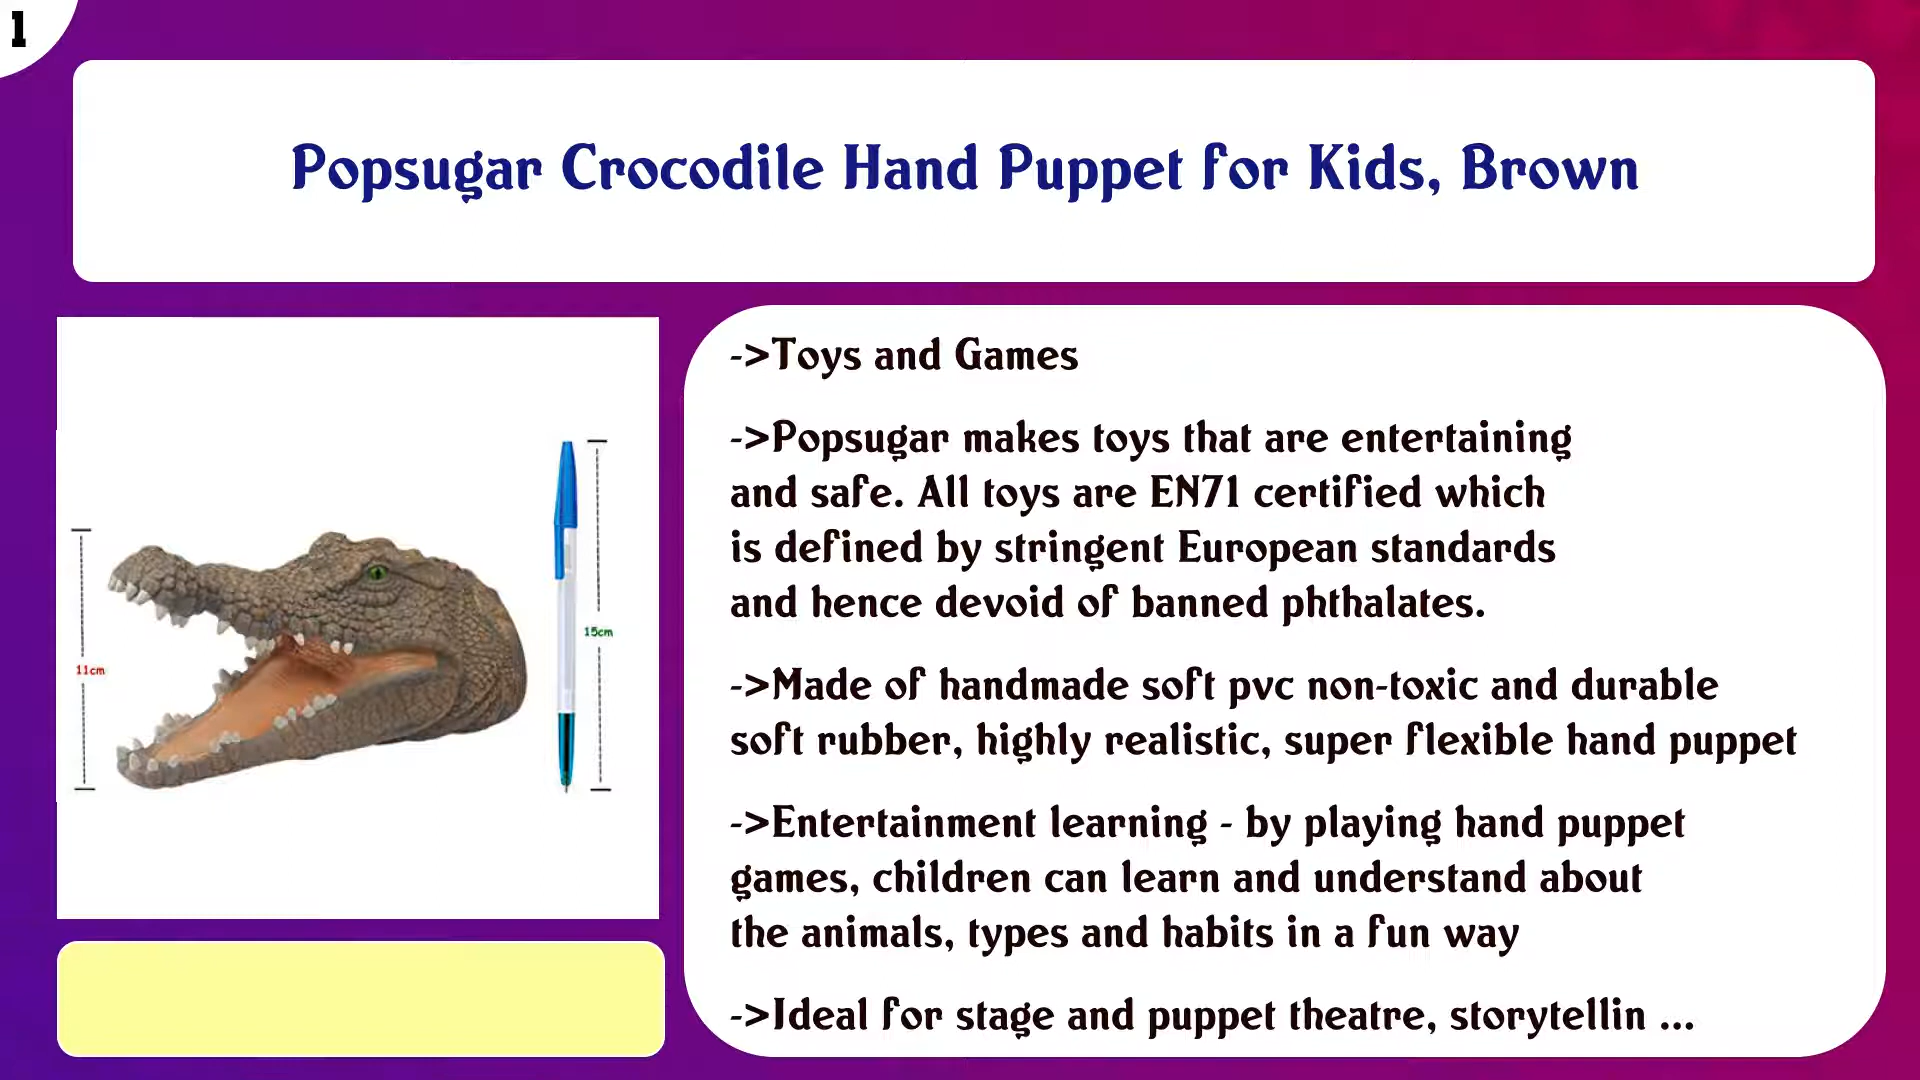 1
Popsugar Crocodile Hand Puppet for Kids, Brown
11cm
15cm
->Toys and Games
->Popsugar makes toys that are entertaining
and safe. All toys are EN71 certified which
is defined by stringent European standards
and hence devoid of banned phthalates.
->Made of handmade soft pvc non-toxic and durable
soft rubber, highly realistic, super flexible hand puppet
->Entertainment learning - by playing hand puppet
games, children can learn and understand about
the animals, types and habits in a fun way
->Ideal for stage and puppet theatre, storytellin ...